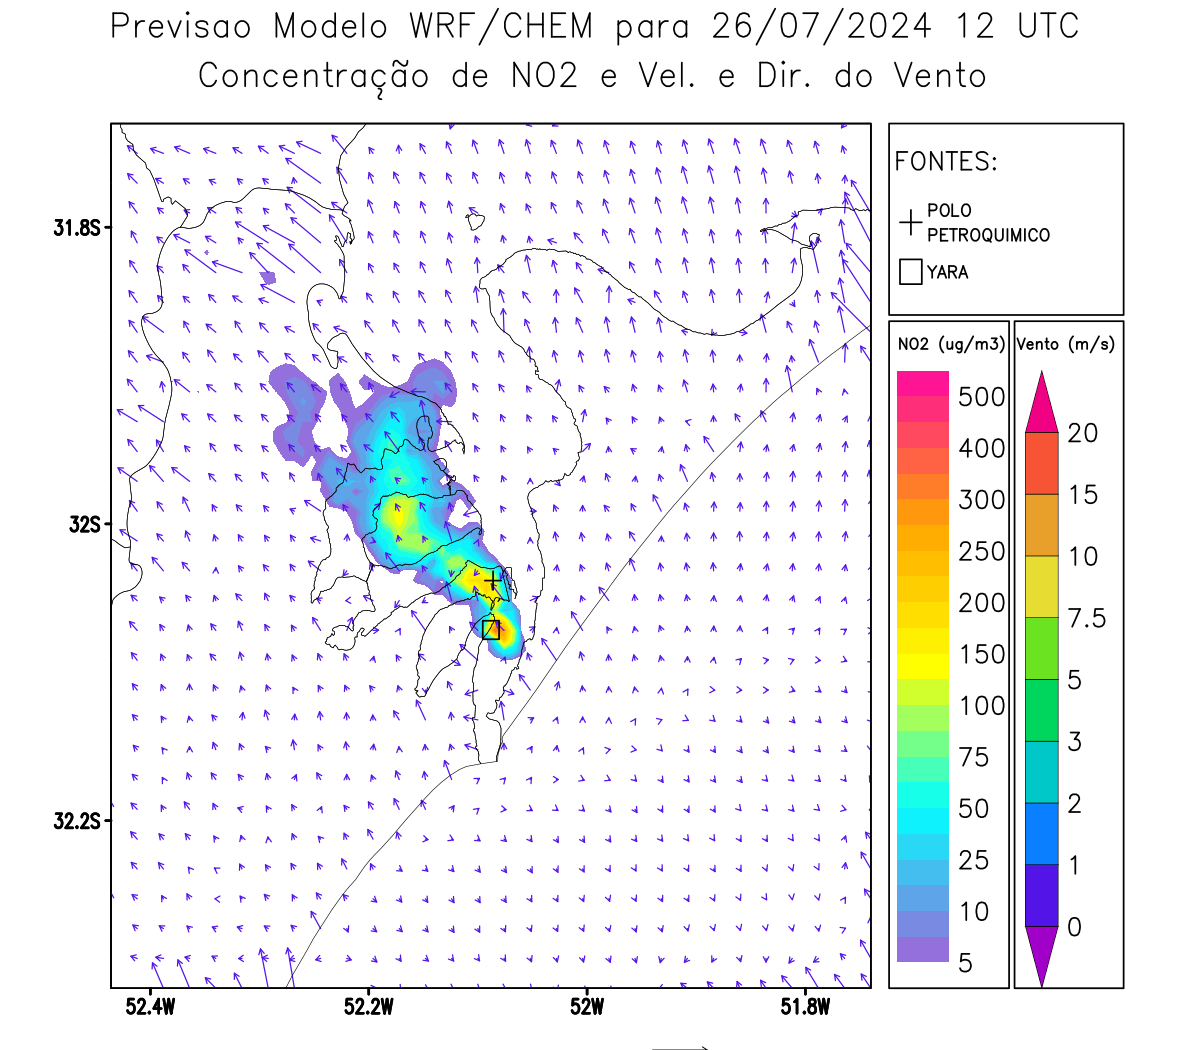 Previsao Modelo WRF/CHEM para 26/07/2024 12 UTC
Concentração de NO2 e Vel. e Dir. do Vento
FONTES:
POLO
PETROQUIMICO
YARA
31.8S
32S
32.2S
52.4W
52.2W
52W
51.8W
NO2 (ug/m3)
500
400
300
250
200
150
100
75
50
25
10
5
Vento (m/s)
20
15
10
7.5
5
3
2
1
0